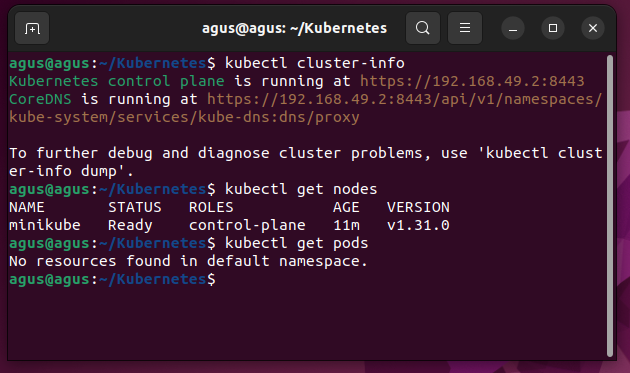 agus@agus: ~/Kubernetes
agus@agus:~/Kubernetes$ kubectl cluster-info
Kubernetes control plane is running at https://192.168.49.2:8443
CoreDNS is running at https://192.168.49.2:8443/api/v1/namespaces/
kube-system/services/kube-dns:dns/proxy

To further debug and diagnose cluster problems, use 'kubectl clust
er-info dump'.
agus@agus:~/Kubernetes$ kubectl get nodes
NAME       STATUS   ROLES           AGE   VERSION
minikube   Ready    control-plane   11m   v1.31.0
agus@agus:~/Kubernetes$ kubectl get pods
No resources found in default namespace.
agus@agus:~/Kubernetes$